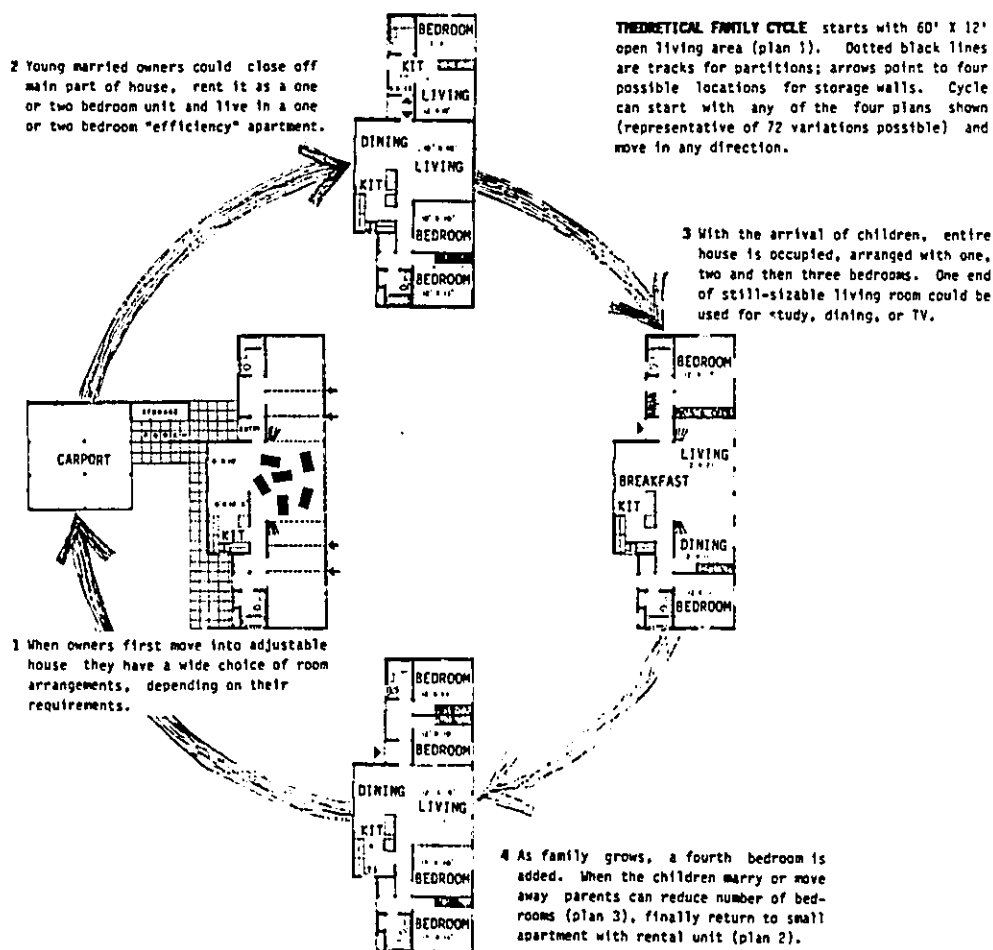 THEORETICAL FAMILY CYCLE starts with 60' X 12'
open living area (plan 1). Dotted black lines
are tracks for partitions; arrows point to four
possible locations for storage walls. Cycle
can start with any of the four plans shown
(representative of 72 variations possible) and
move in any direction.
2 Young married owners could close off
main part of house, rent it as a one
or two bedroom unit and live in a one
or two bedroom "efficiency" apartment.
BEDROOM
KIT
LIVING
DINING
LIVING
KIT
BEDROOM
BEDROOM
3 With the arrival of children, entire
house is occupied, arranged with one,
two and then three bedrooms. One end
of still-sizable living room could be
used for study, dining, or TV.
BEDROOM
LIVING
BREAKFAST
KIT
DINING
BEDROOM
STORAGE
ENTRY
CARPORT
KIT
1 When owners first move into adjustable
house they have a wide choice of room
arrangements, depending on their
requirements.
BEDROOM
BEDROOM
DINING
LIVING
KIT
BEDROOM
BEDROOM
4 As family grows, a fourth bedroom is
added. When the children marry or move
away parents can reduce number of bed-
rooms (plan 3), finally return to small
apartment with rental unit (plan 2).